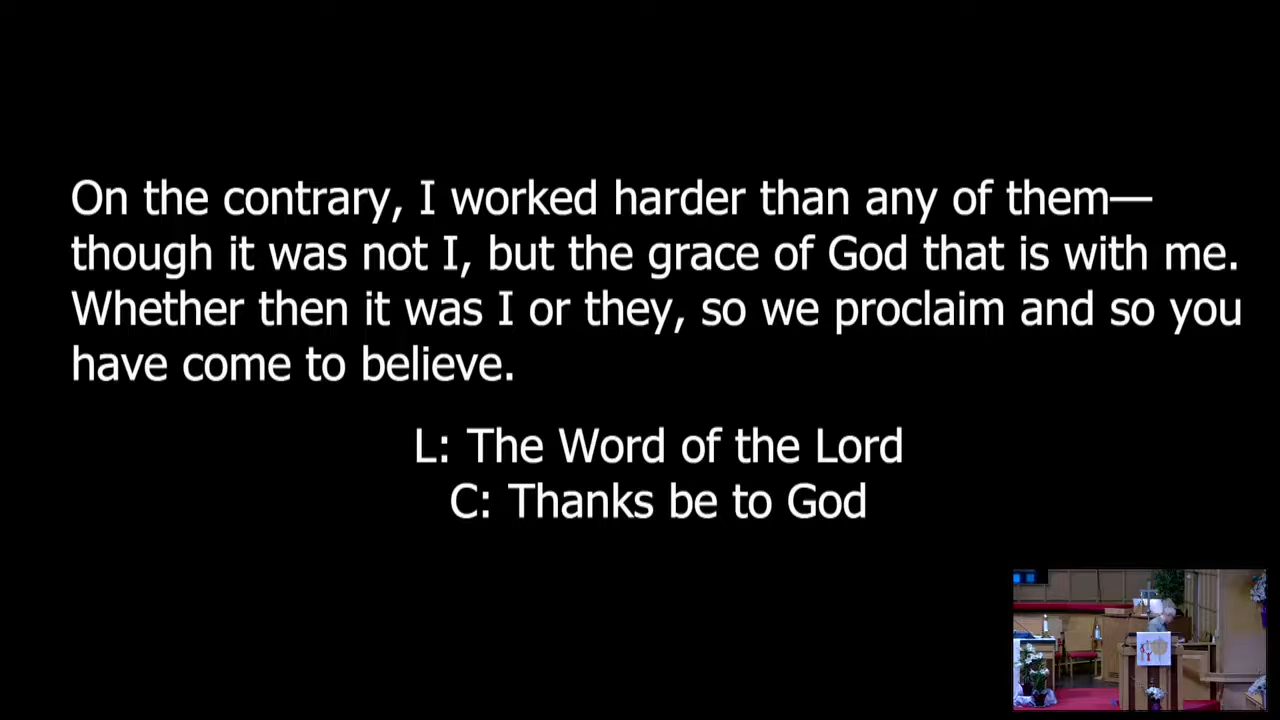 On the contrary, I worked harder than any of them—
though it was not I, but the grace of God that is with me.
Whether then it was I or they, so we proclaim and so you
have come to believe.
L: The Word of the Lord
C: Thanks be to God